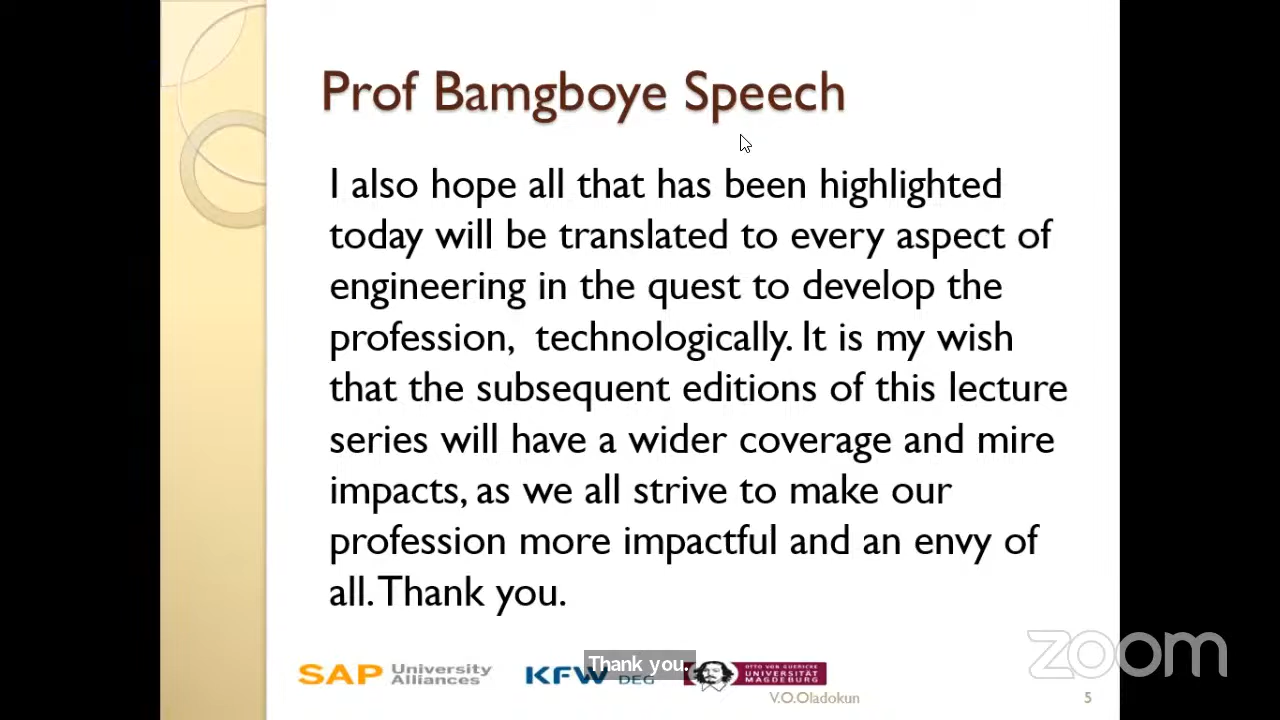 Prof Bamgboye Speech
I also hope all that has been highlighted
today will be translated to every aspect of
engineering in the quest to develop the
profession, technologically. It is my wish
that the subsequent editions of this lecture
series will have a wider coverage and mire
impacts, as we all strive to make our
profession more impactful and an envy of
all. Thank you.
SAP University
Alliances
KFW DEG
Thank you.
OTTO VON GUERICKE
UNIVERSITÄT
MAGDEBURG
V.O.Oladokun
5
zoom